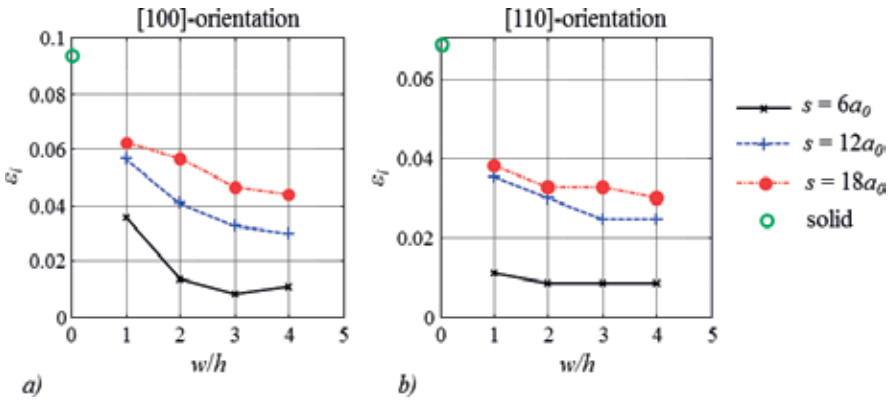 [100]-orientation
0.1
0.08
0.06
0.04
0.02
0
εi
0 1 2 3 4 5
w/h
a)
[110]-orientation
0.06
0.04
0.02
0
εi
0 1 2 3 4 5
w/h
b)
s = 6a0
s = 12a0
s = 18a0
solid